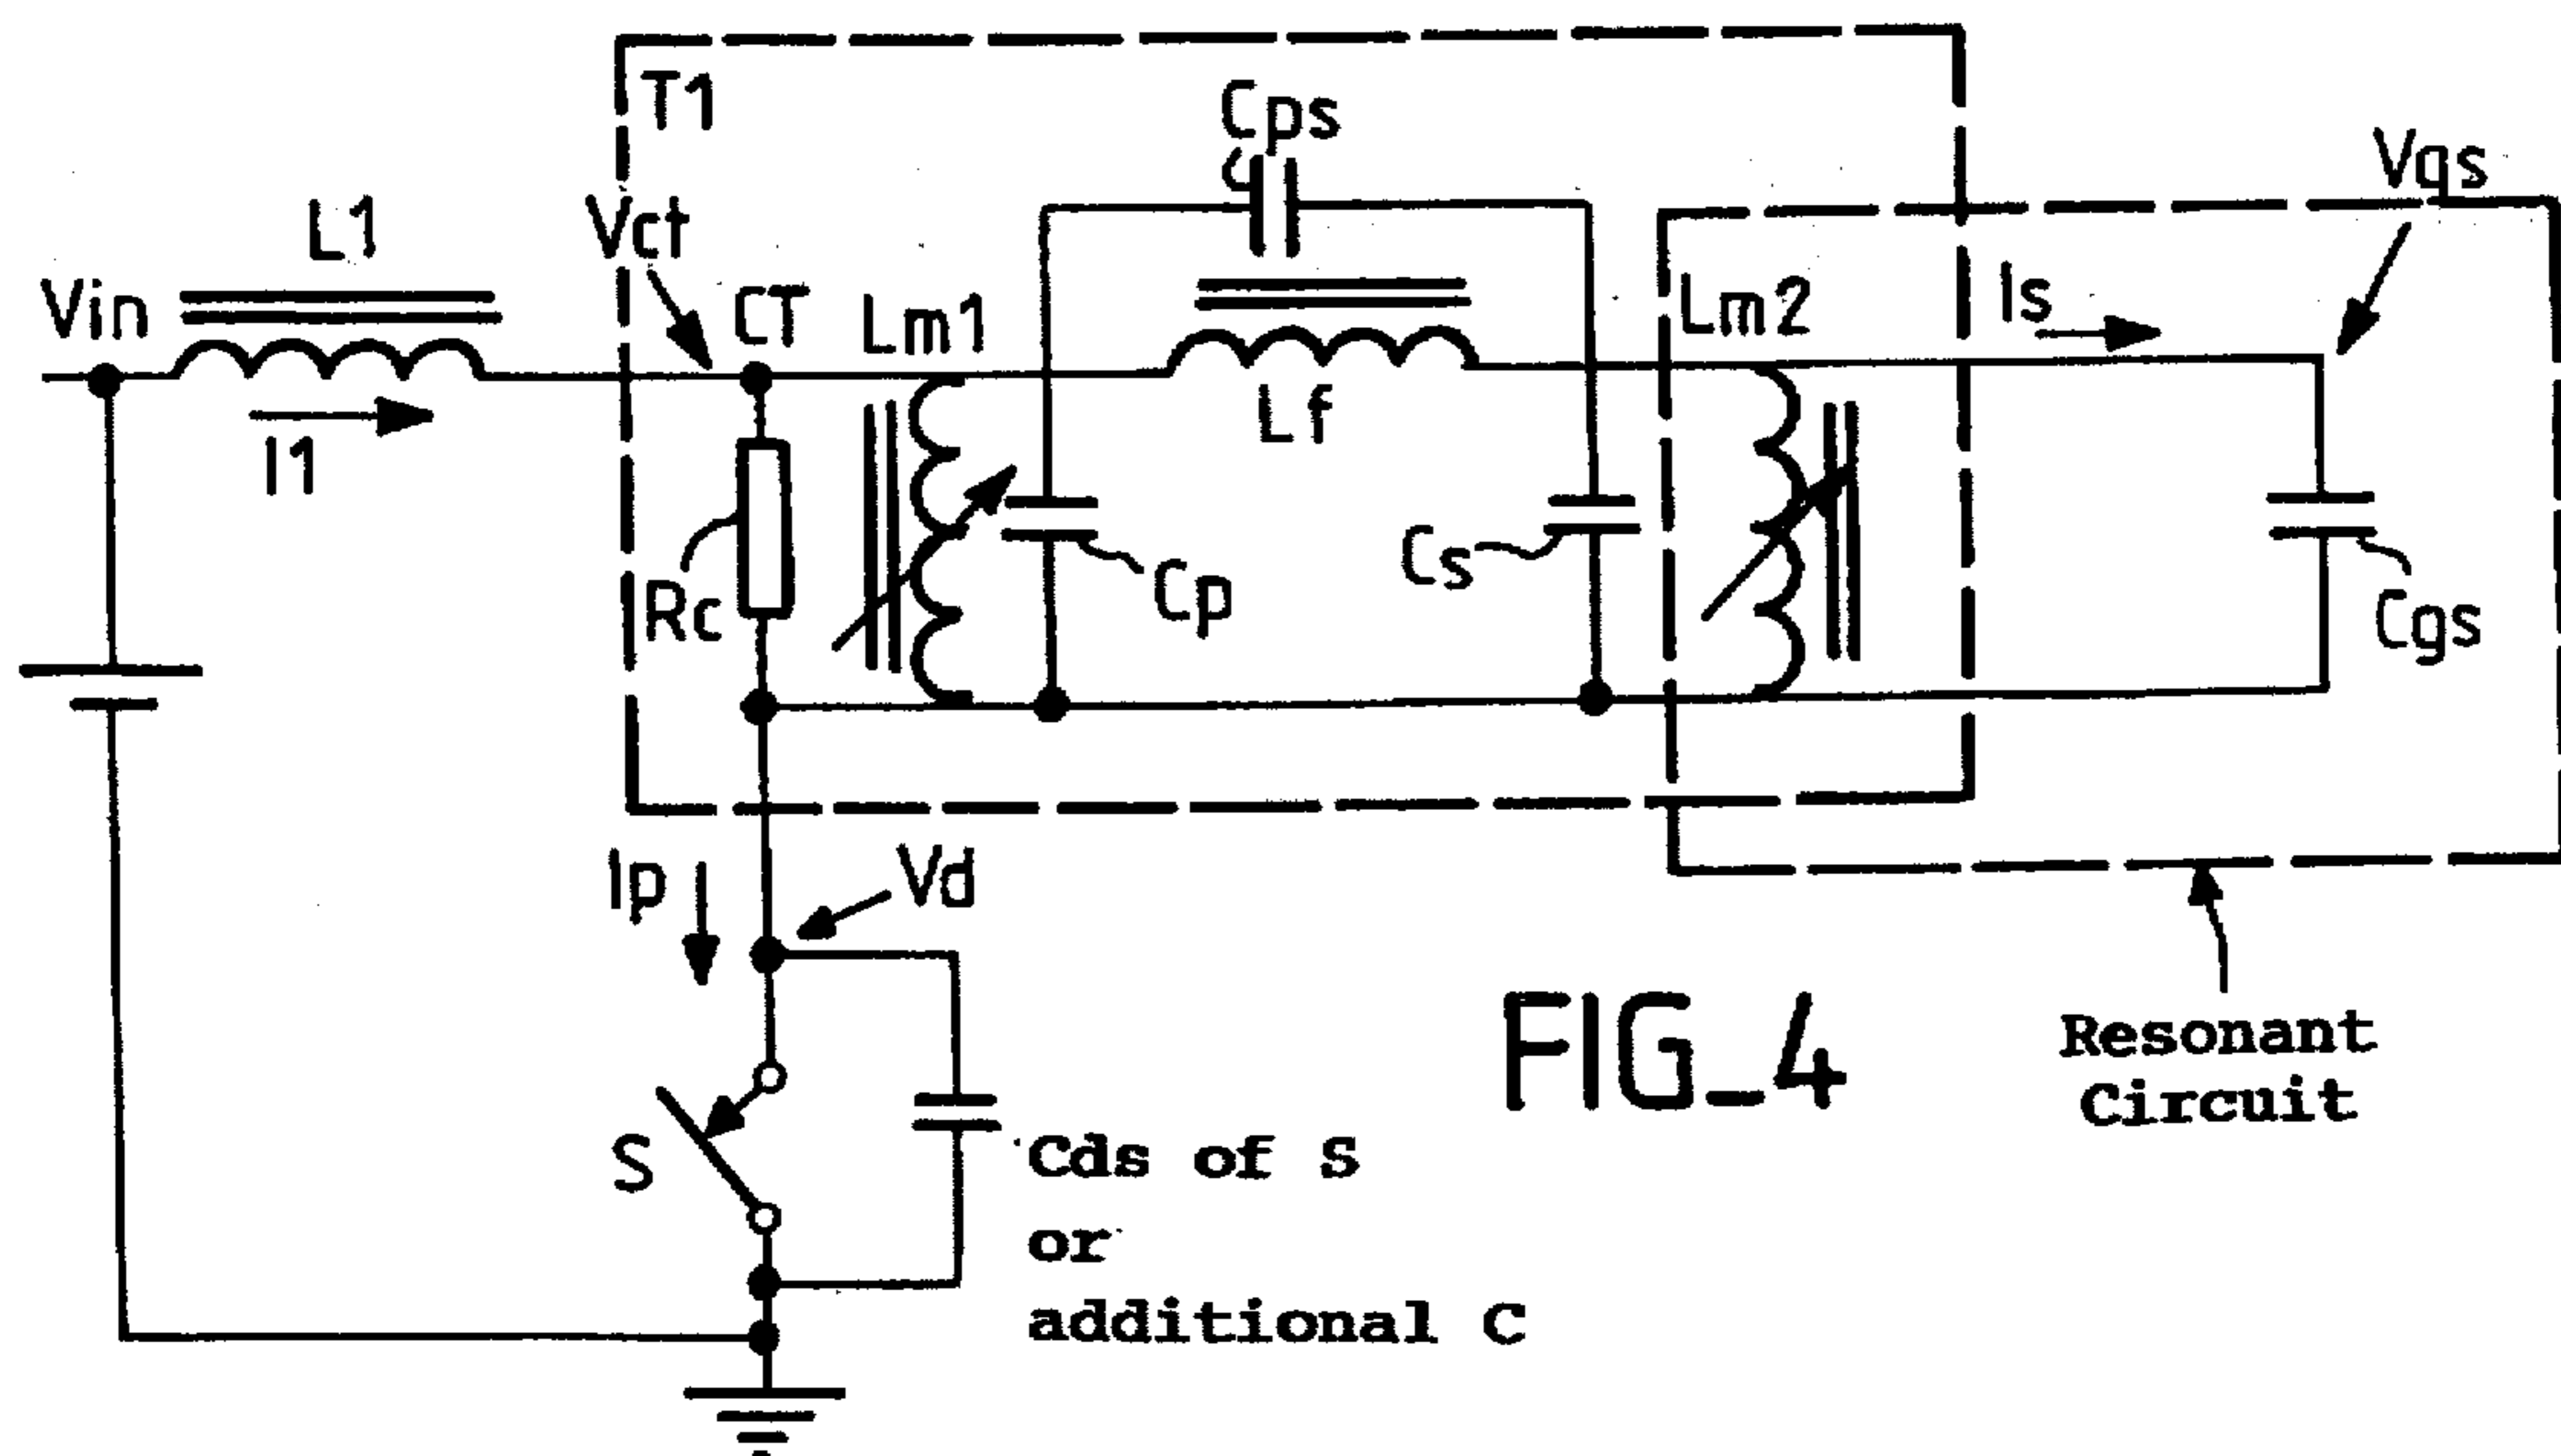 T1
Cps
Vgs
L1
Vct
Vin
CT
Lm1
Lm2
Is
I1
Lf
Rc
Cp
Cs
Cgs
Ip
Vd
FIG_4
Resonant
Circuit
S
Cds of S
or
additional C